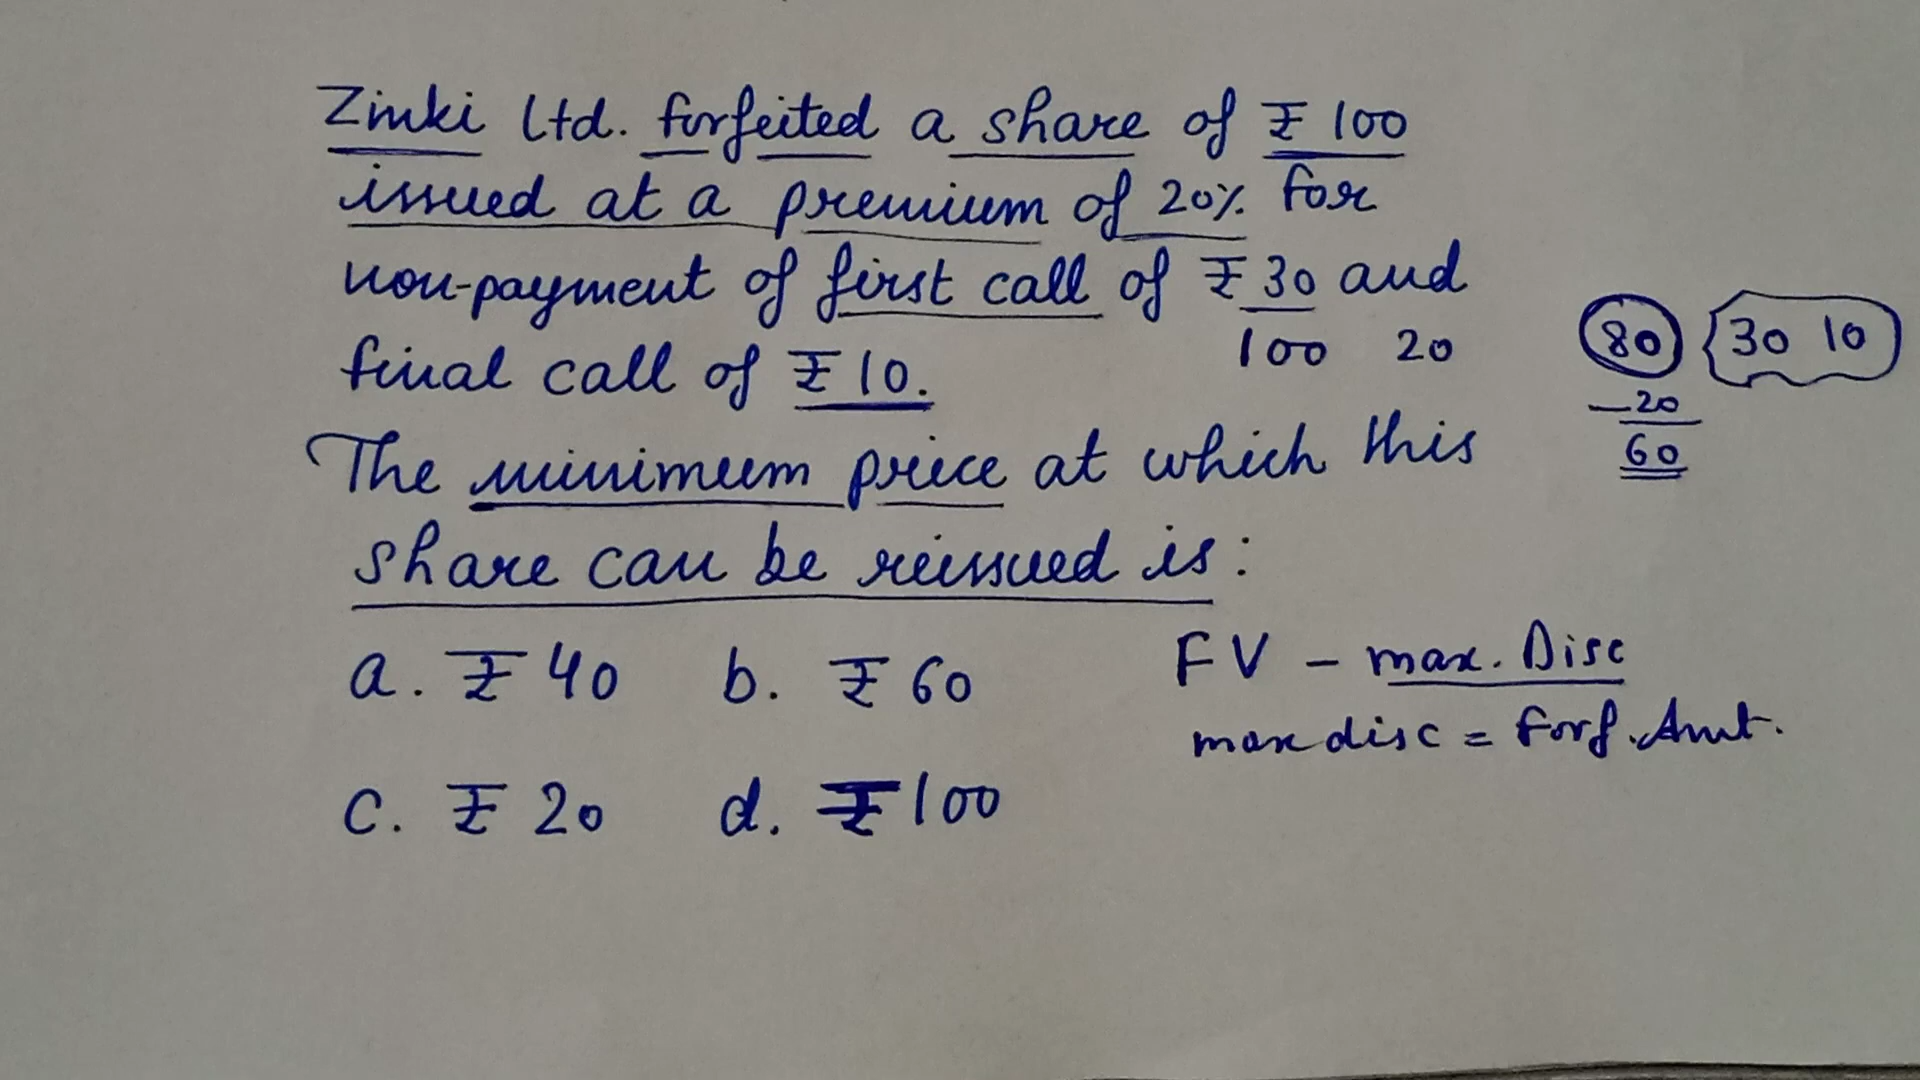 Zinki Ltd. forfeited a share of ₹ 100
issued at a premium of 20% for
non-payment of first call of ₹ 30 and
final call of ₹ 10.
100 20
80 30 10
- 20
60
The minimum price at which this
share can be reissued is:
a. ₹ 40 b. ₹ 60
c. ₹ 20 d. ₹ 100
FV - max. Disc
max disc = Forf. Amt.